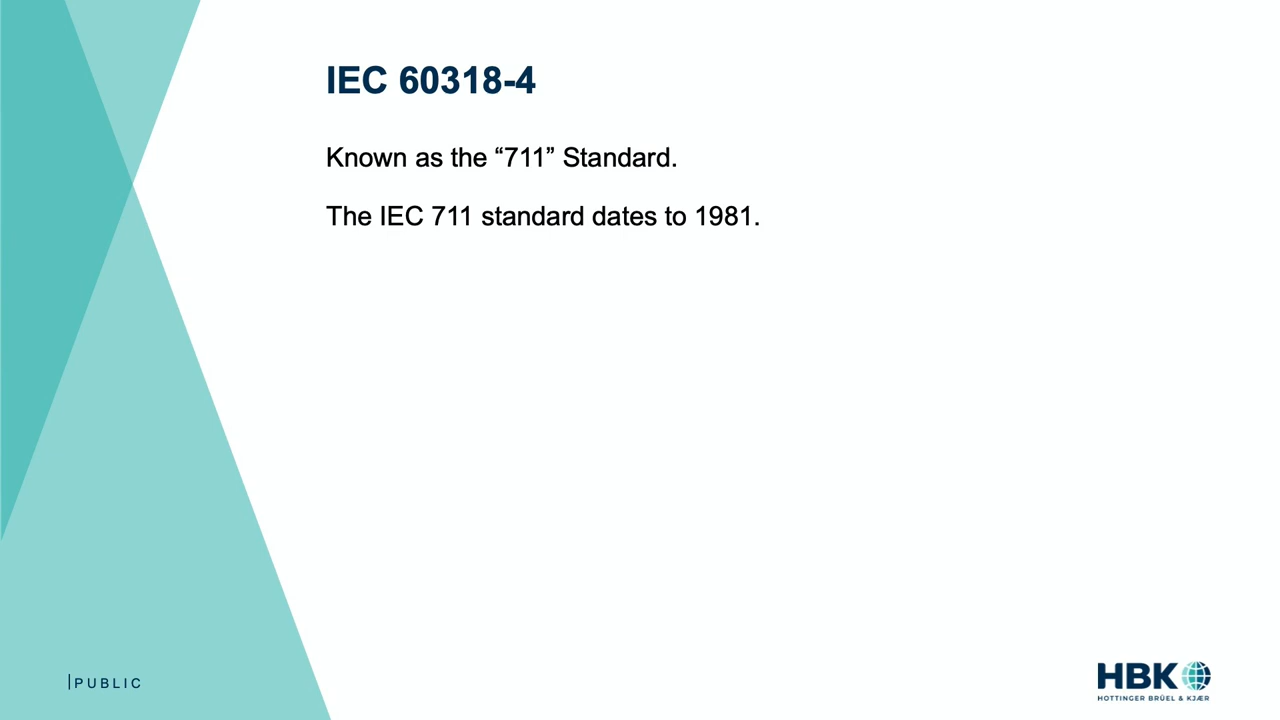 IEC 60318-4
Known as the “711” Standard.
The IEC 711 standard dates to 1981.
|PUBLIC
HBK
HOTTINGER BRÜEL & KJÆR